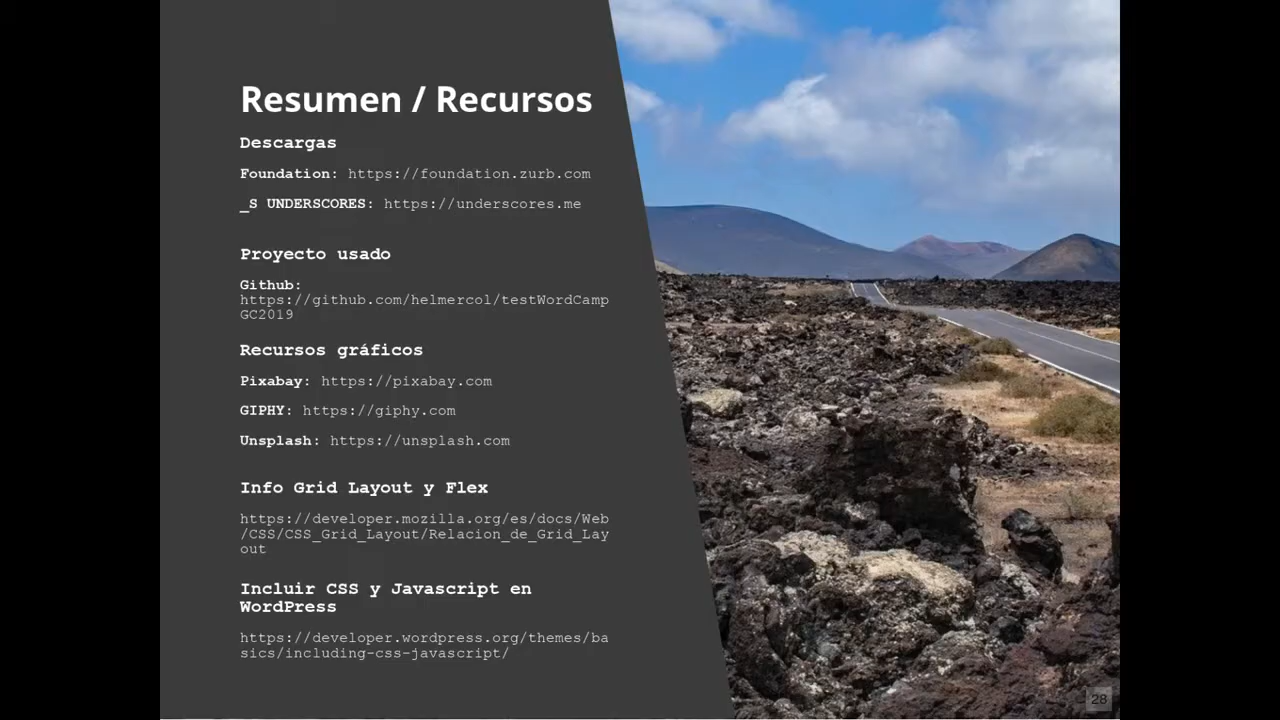 Resumen / Recursos
Descargas
Foundation: https://foundation.zurb.com
_S UNDERSCORES: https://underscores.me
Proyecto usado
Github:
https://github.com/helmercol/testWordCamp
GC2019
Recursos gráficos
Pixabay: https://pixabay.com
GIPHY: https://giphy.com
Unsplash: https://unsplash.com
Info Grid Layout y Flex
https://developer.mozilla.org/es/docs/Web
/CSS/CSS_Grid_Layout/Relacion_de_Grid_Lay
out
Incluir CSS y Javascript en
WordPress
https://developer.wordpress.org/themes/ba
sics/including-css-javascript/
28